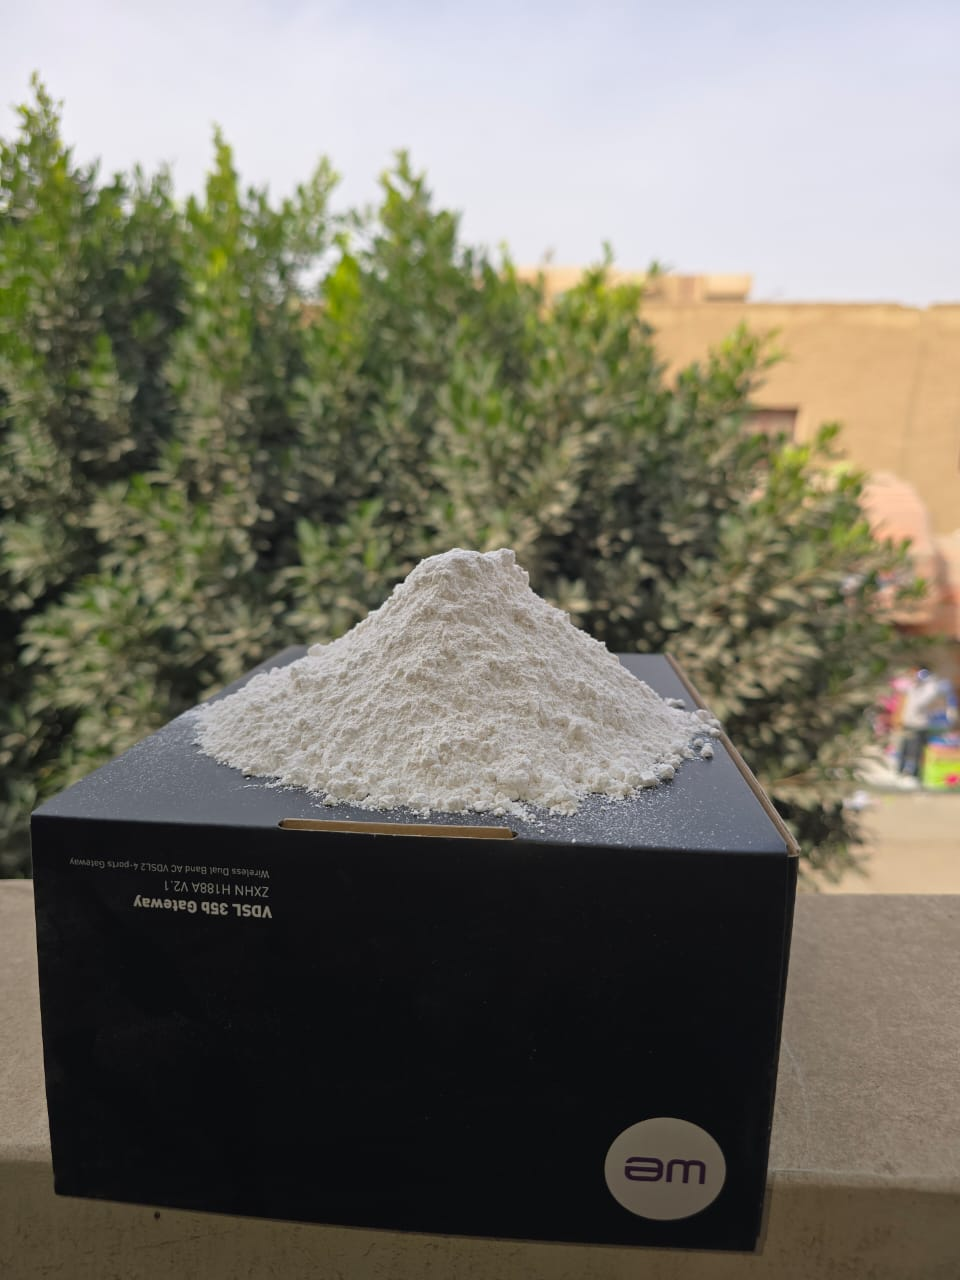 VDSL 35b Gateway
ZXHN H188A V2.1
Wireless Dual Band AC VDSL2 4-ports Gateway
we